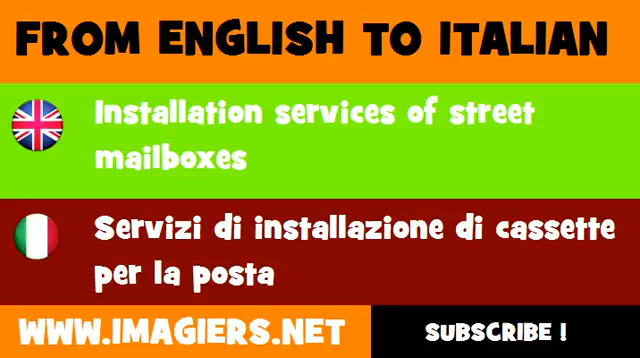 FROM ENGLISH TO ITALIAN
Installation services of street
mailboxes
Servizi di installazione di cassette
per la posta
WWW.IMAGIERS.NET
SUBSCRIBE !